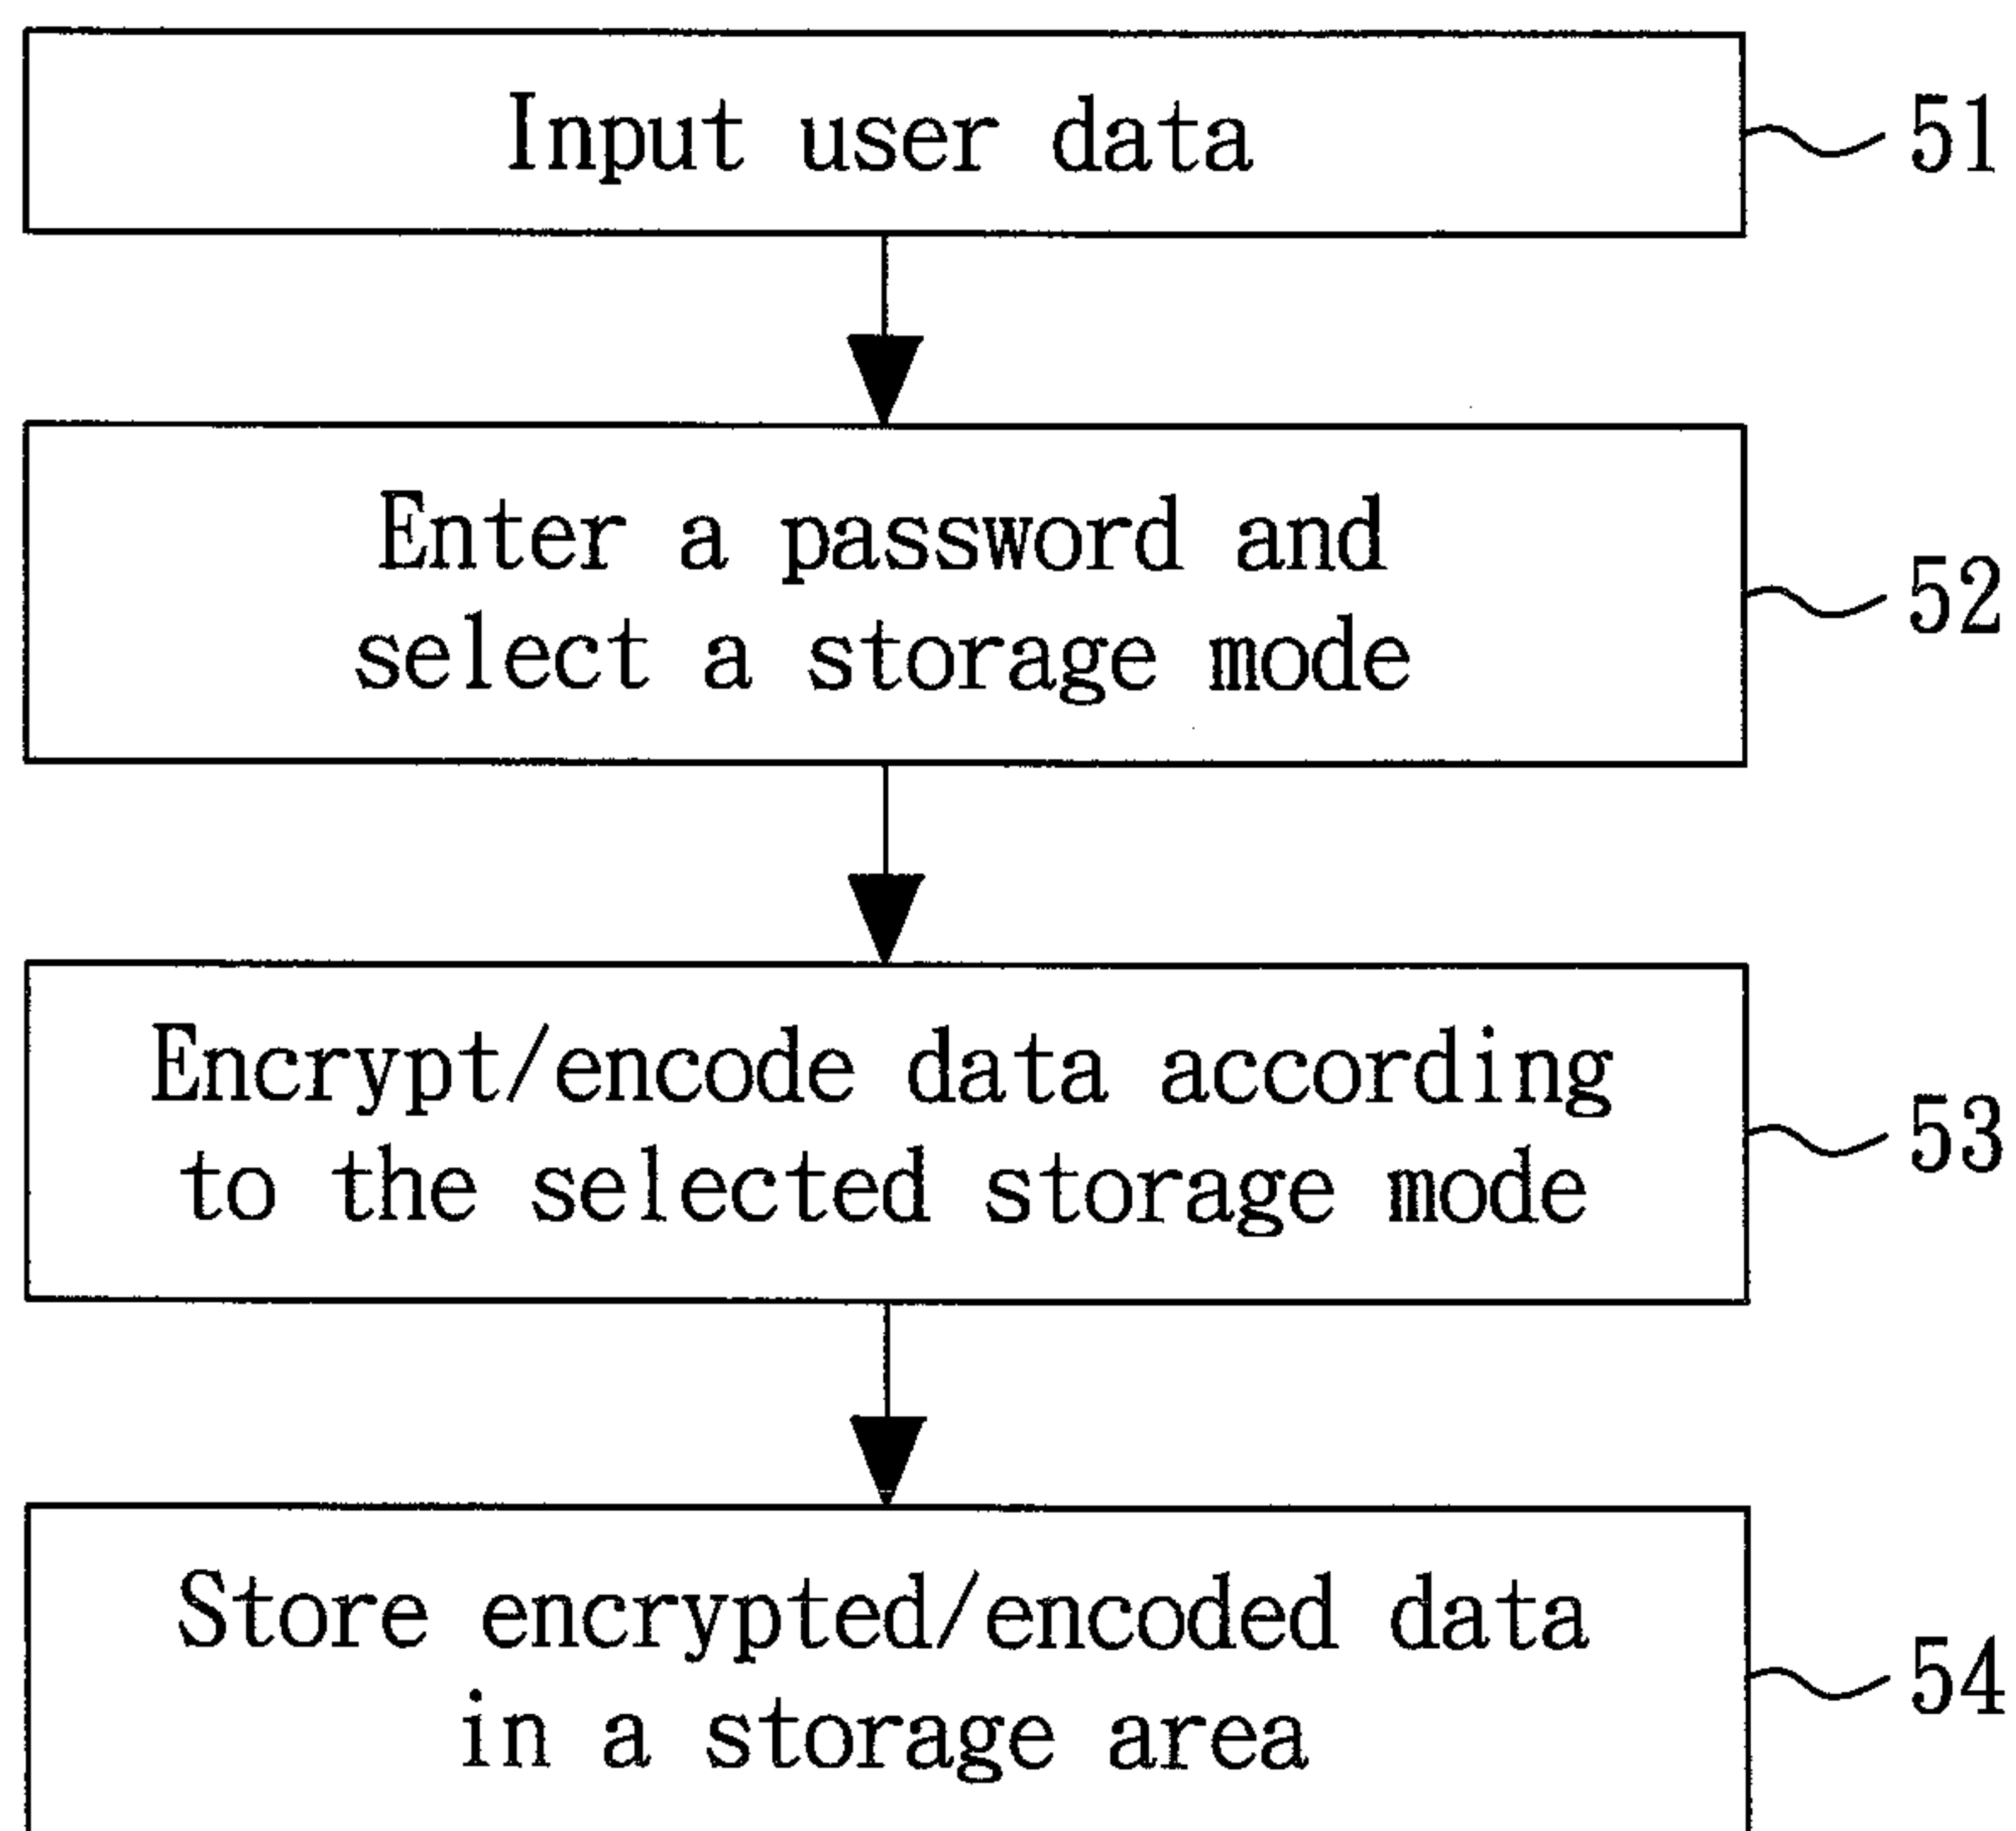 Input user data
51
Enter a password and
select a storage mode
52
Encrypt/encode data according
to the selected storage mode
53
Store encrypted/encoded data
in a storage area
54